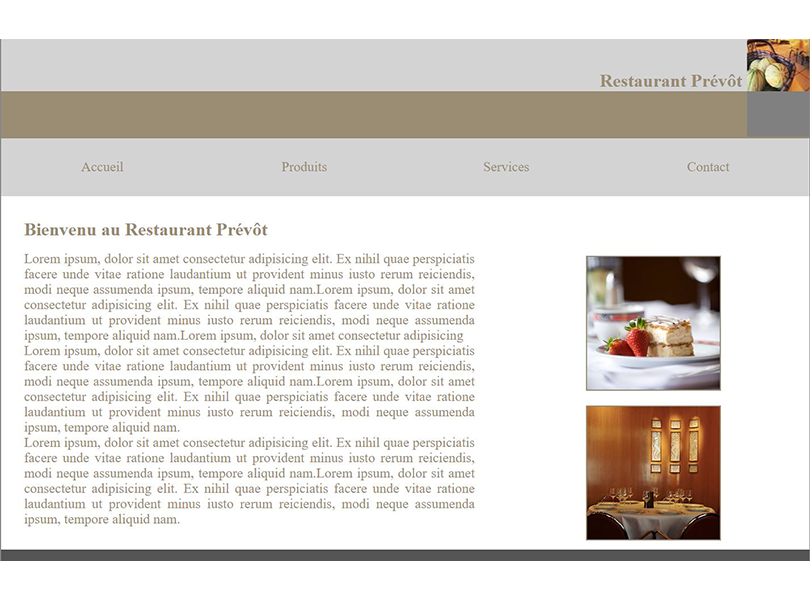 Restaurant Prévôt
Accueil Produits Services Contact
Bienvenu au Restaurant Prévôt
Lorem ipsum, dolor sit amet consectetur adipisicing elit. Ex nihil quae perspiciatis
facere unde vitae ratione laudantium ut provident minus iusto rerum reiciendis,
modi neque assumenda ipsum, tempore aliquid nam.Lorem ipsum, dolor sit amet
consectetur adipisicing elit. Ex nihil quae perspiciatis facere unde vitae ratione
laudantium ut provident minus iusto rerum reiciendis, modi neque assumenda
ipsum, tempore aliquid nam.Lorem ipsum, dolor sit amet consectetur adipisicing
Lorem ipsum, dolor sit amet consectetur adipisicing elit. Ex nihil quae perspiciatis
facere unde vitae ratione laudantium ut provident minus iusto rerum reiciendis,
modi neque assumenda ipsum, tempore aliquid nam.Lorem ipsum, dolor sit amet
consectetur adipisicing elit. Ex nihil quae perspiciatis facere unde vitae ratione
laudantium ut provident minus iusto rerum reiciendis, modi neque assumenda
ipsum, tempore aliquid nam.
Lorem ipsum, dolor sit amet consectetur adipisicing elit. Ex nihil quae perspiciatis
facere unde vitae ratione laudantium ut provident minus iusto rerum reiciendis,
modi neque assumenda ipsum, tempore aliquid nam.Lorem ipsum, dolor sit amet
consectetur adipisicing elit. Ex nihil quae perspiciatis facere unde vitae ratione
laudantium ut provident minus iusto rerum reiciendis, modi neque assumenda
ipsum, tempore aliquid nam.